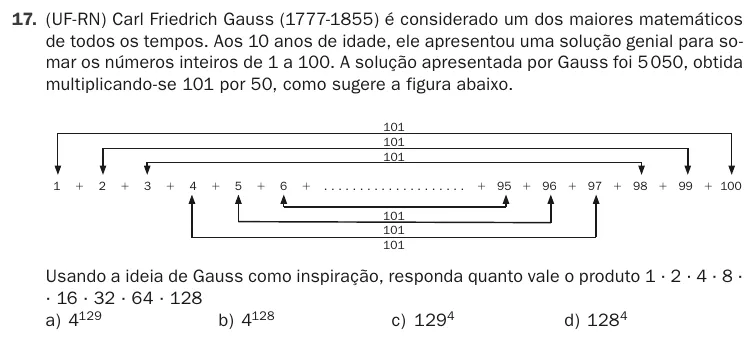 17. (UF-RN) Carl Friedrich Gauss (1777-1855) é considerado um dos maiores matemáticos
de todos os tempos. Aos 10 anos de idade, ele apresentou uma solução genial para so-
mar os números inteiros de 1 a 100. A solução apresentada por Gauss foi 5 050, obtida
multiplicando-se 101 por 50, como sugere a figura abaixo.
101
101
101
1 + 2 + 3 + 4 + 5 + 6 + ..................... + 95 + 96 + 97 + 98 + 99 + 100
101
101
101
Usando a ideia de Gauss como inspiração, responda quanto vale o produto 1 · 2 · 4 · 8 ·
· 16 · 32 · 64 · 128
a) 4¹²⁹ b) 4¹²⁸ c) 129⁴ d) 128⁴